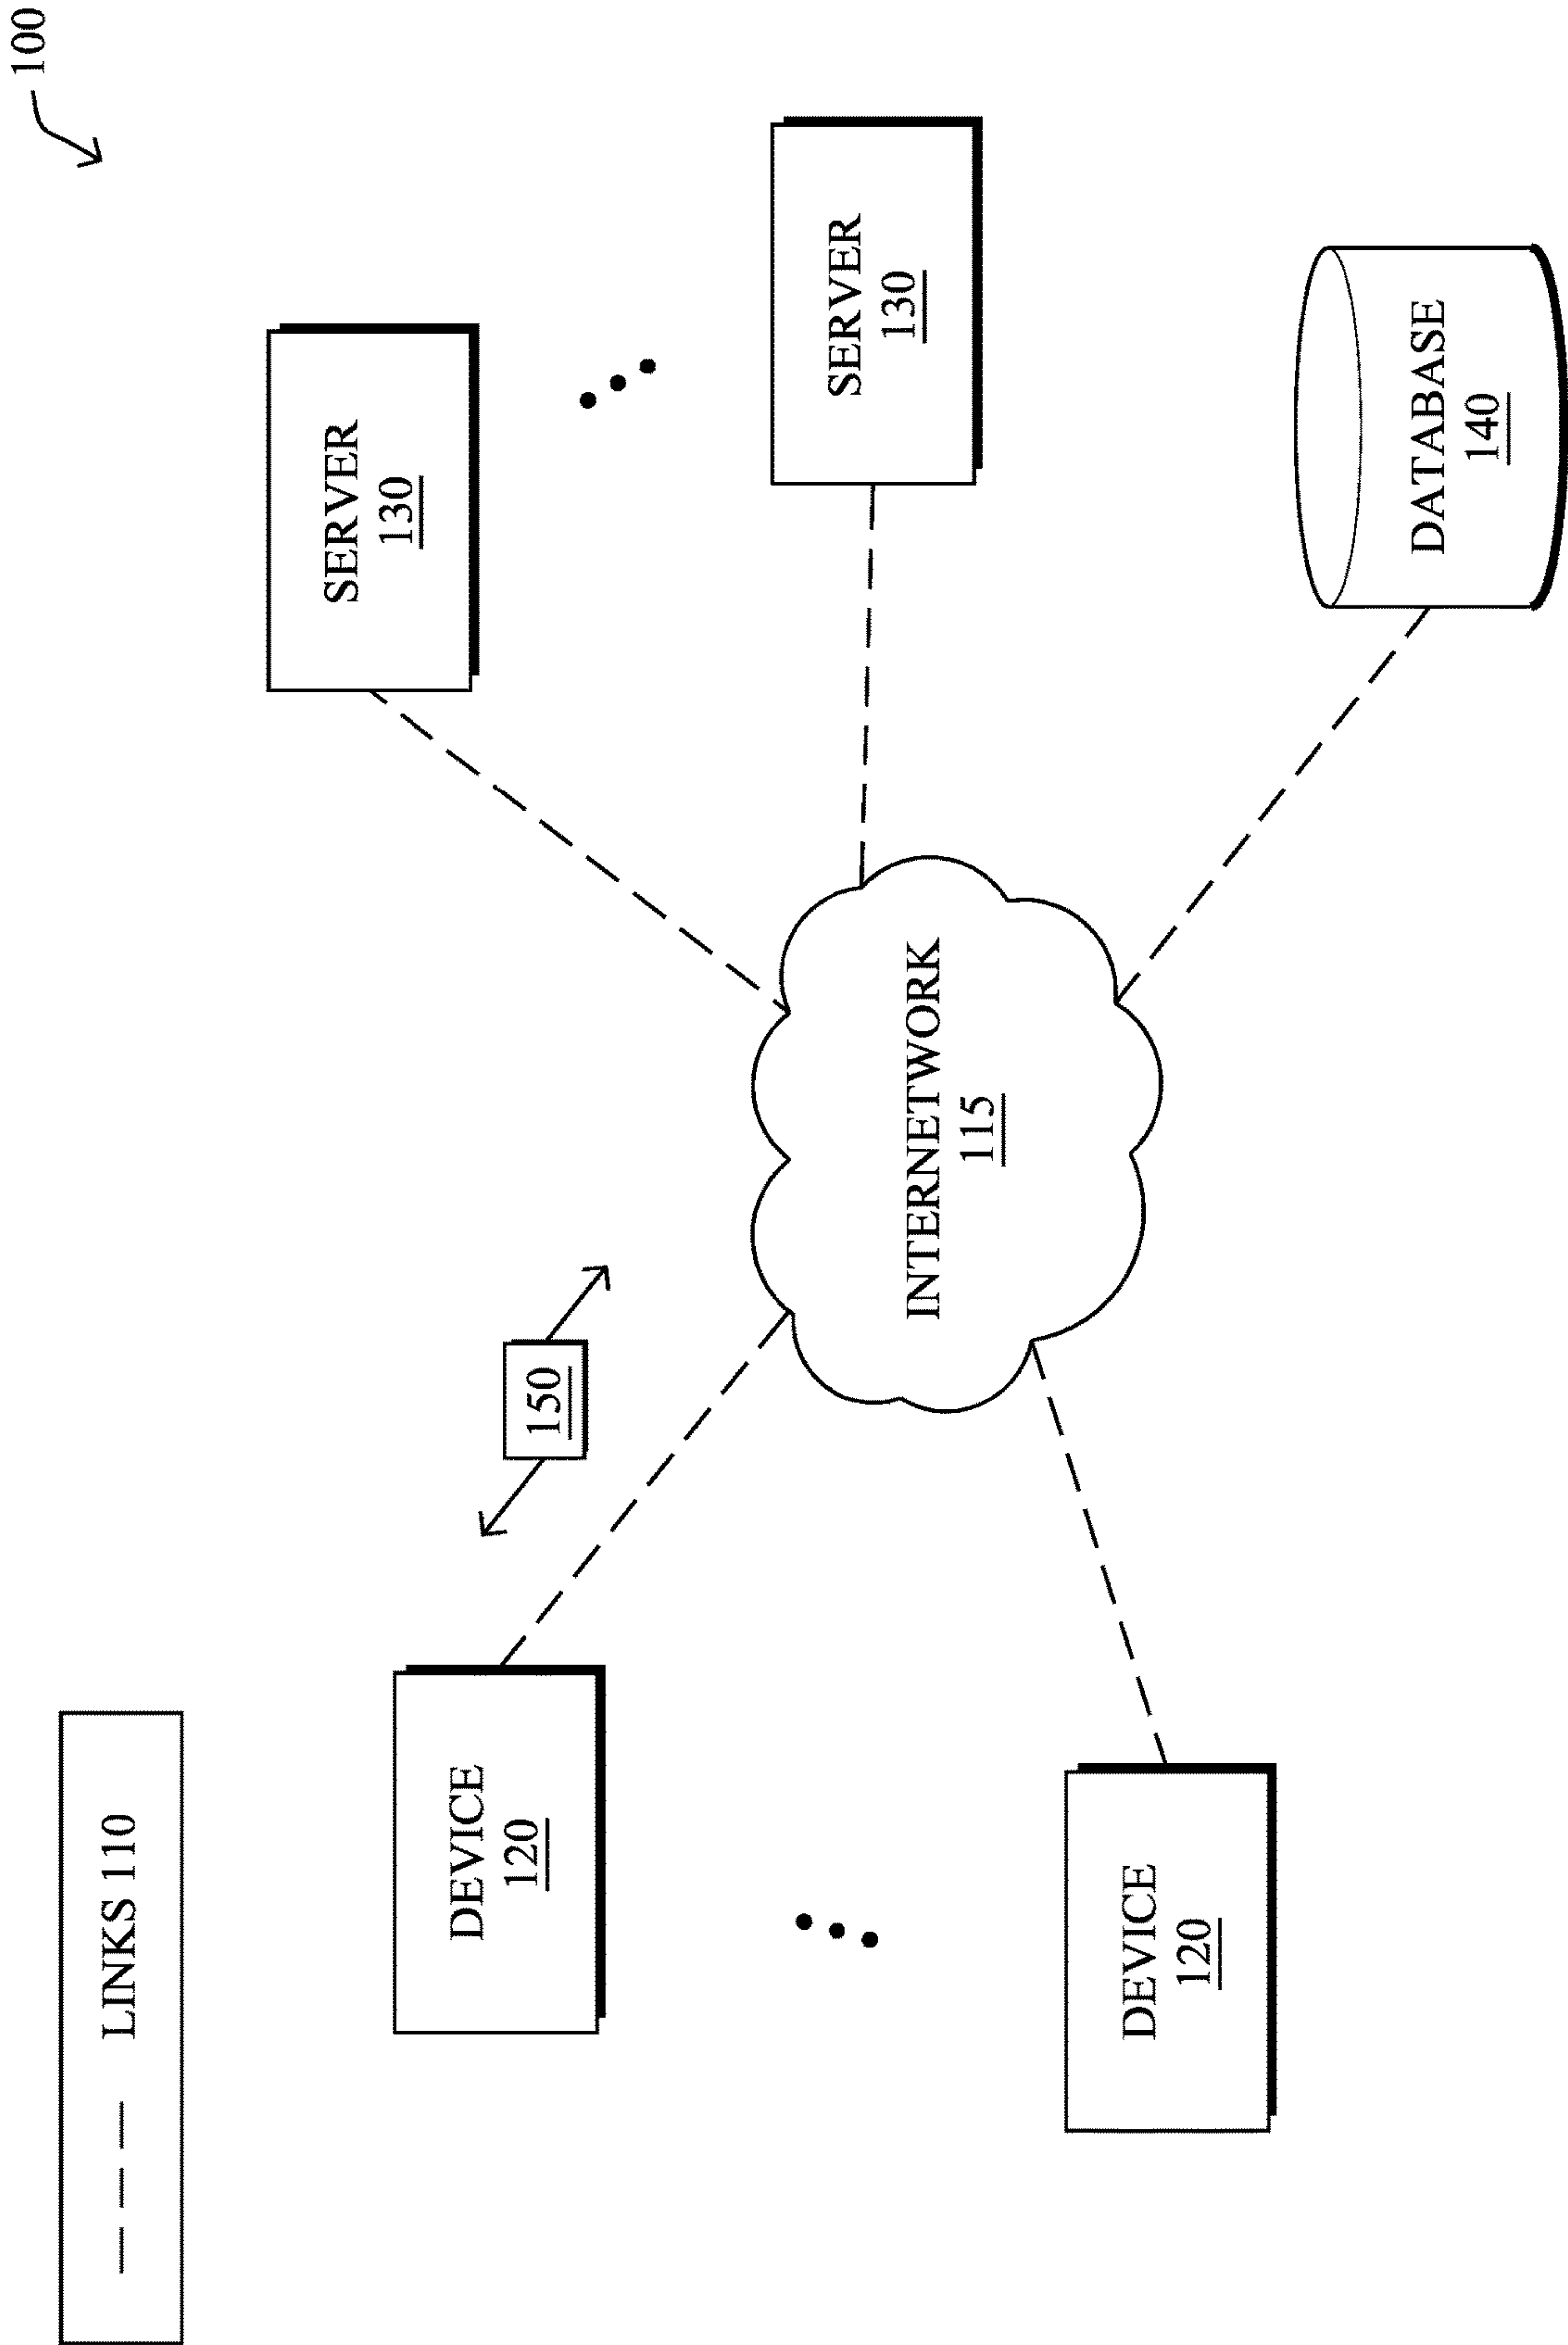 100
LINKS 110
SERVER
130
DEVICE
120
150
SERVER
130
INTERNETWORK
115
DEVICE
120
DATABASE
140